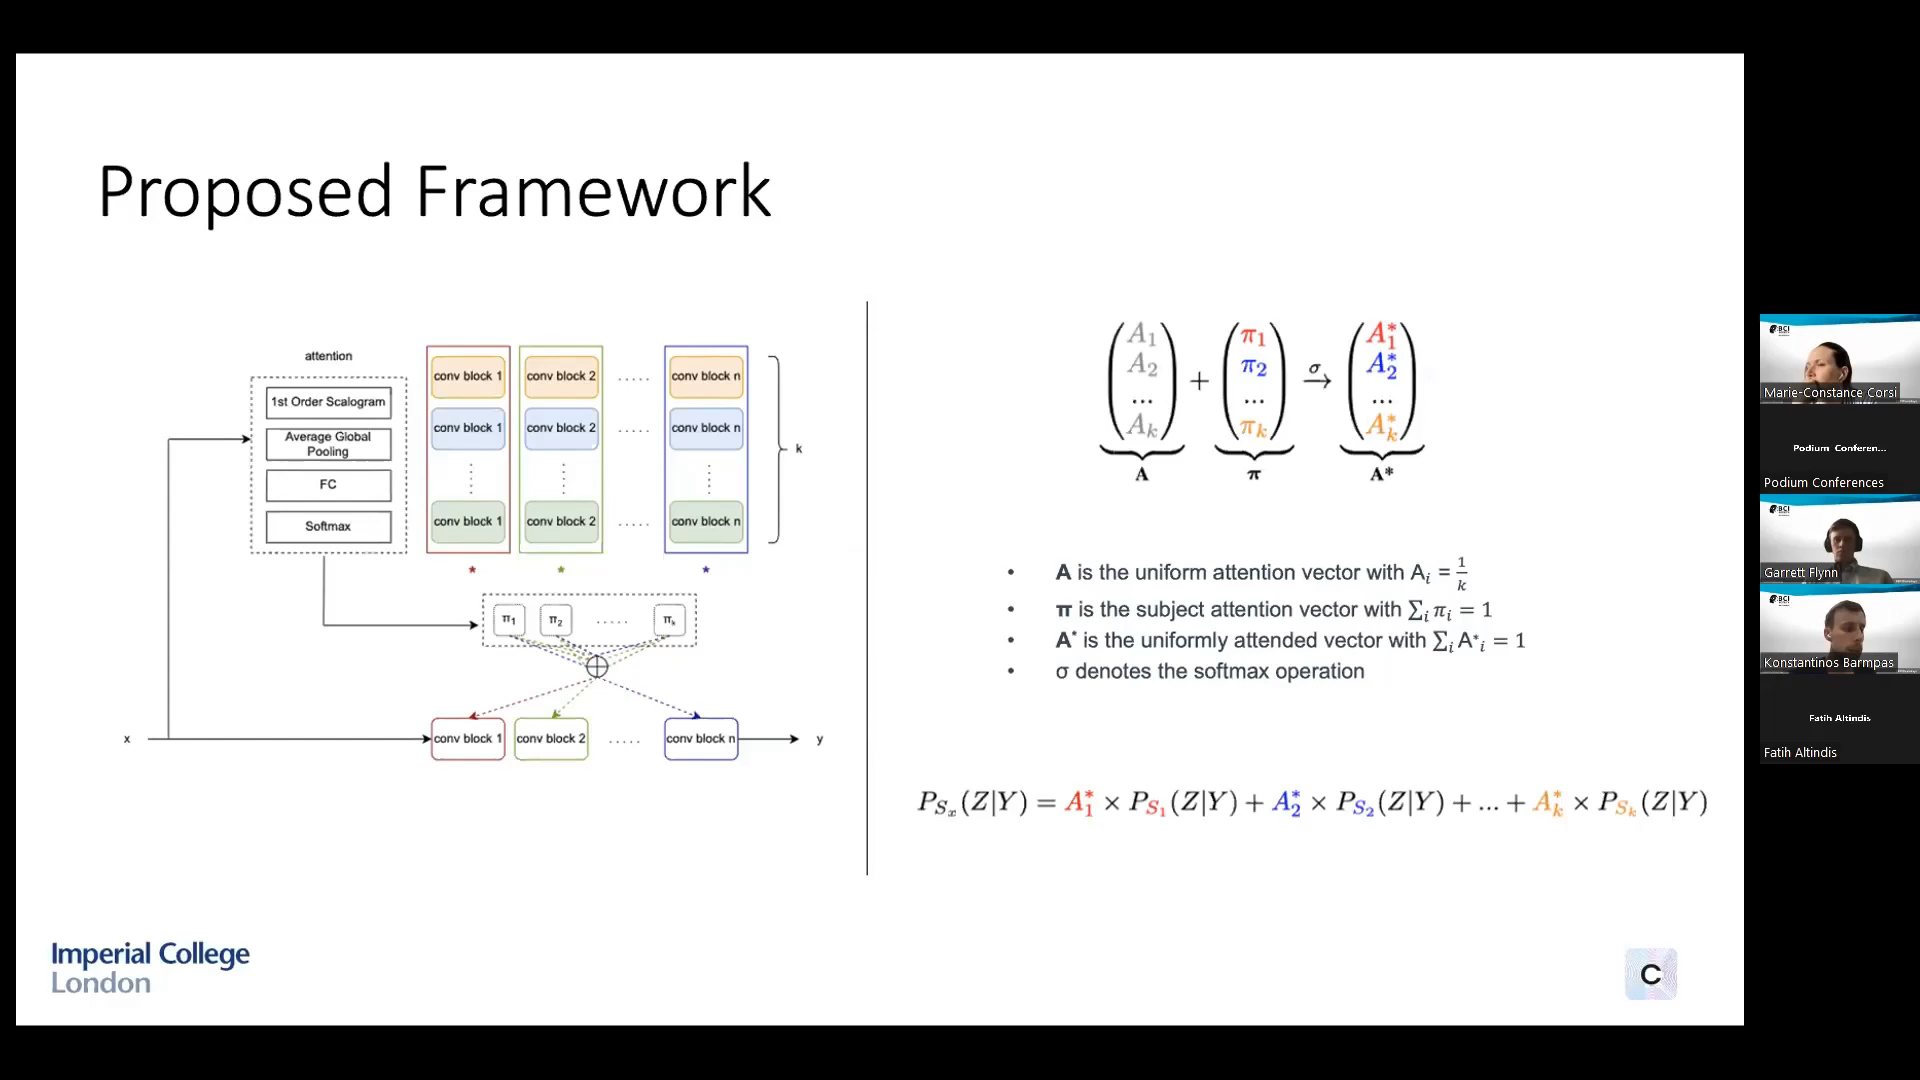 Proposed Framework
attention
1st Order Scalogram
Average Global
Pooling
FC
Softmax
conv block 1 conv block 2 ..... conv block n
conv block 1 conv block 2 ..... conv block n
k
conv block 1 conv block 2 ..... conv block n
* * *
π1 π2 ..... πk
x
conv block 1 conv block 2 ..... conv block n
y
A1 π1 A*1
A2 + π2 σ→ A*2
... ... ...
Ak πk A*k
A π A*
• A is the uniform attention vector with Ai = 1/k
• π is the subject attention vector with ∑i πi = 1
• A* is the uniformly attended vector with ∑i A*i = 1
• σ denotes the softmax operation
PSx(Z|Y) = A*1 × PS1(Z|Y) + A*2 × PS2(Z|Y) + ... + A*k × PSk(Z|Y)
Imperial College
London
C
BCI
Marie-Constance Corsi
Podium Conferen...
Podium Conferences
BCI
Garrett Flynn
BCI
Konstantinos Barmpas
Fatih Altindis
Fatih Altindis